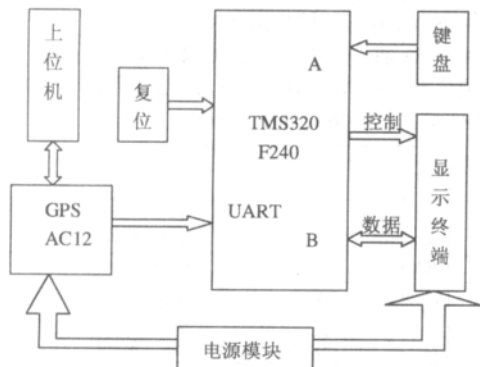 上位机
复位
A
键盘
TMS320
F240
控制
显示终端
GPS
AC12
UART
B
数据
电源模块